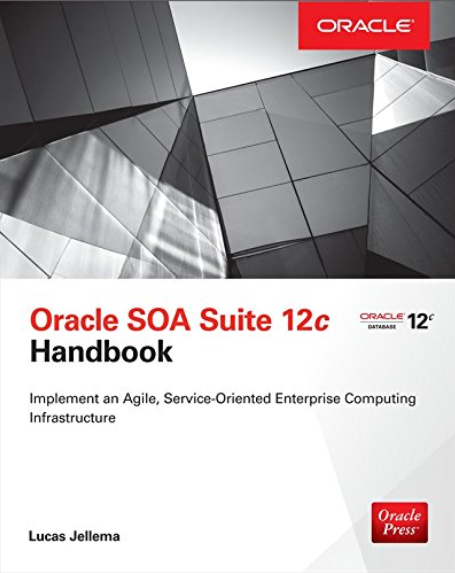 ORACLE®
Oracle SOA Suite 12c
ORACLE®
DATABASE
12c
Handbook
Implement an Agile, Service-Oriented Enterprise Computing
Infrastructure
Lucas Jellema
Oracle
Press™